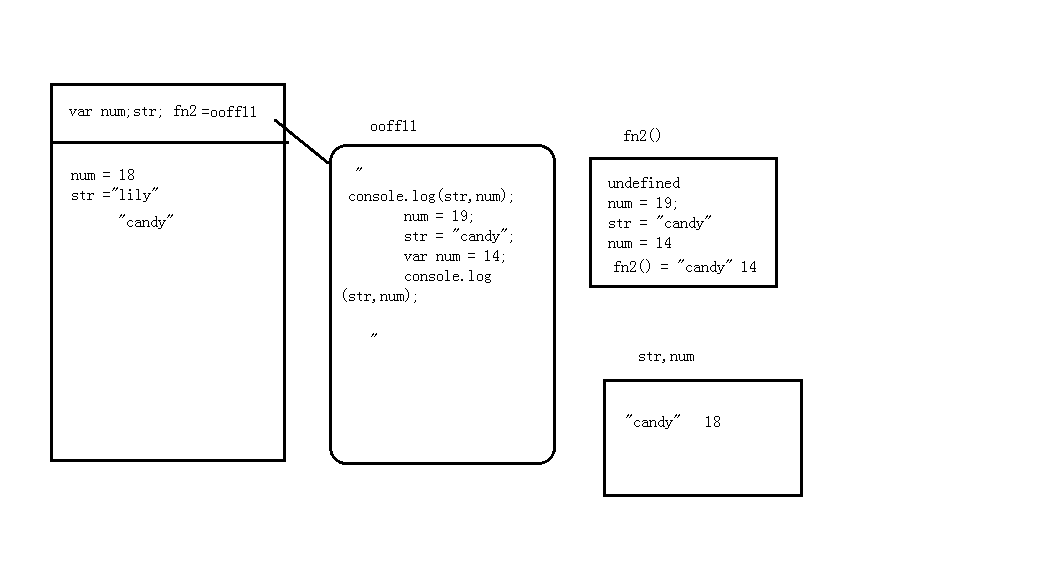 var num;str; fn2=ooff11
num = 18
str ="lily"
"candy"
ooff11
"
console.log(str,num);
num = 19;
str = "candy";
var num = 14;
console.log
(str,num);
"
fn2()
undefined
num = 19;
str = "candy"
num = 14
fn2() = "candy" 14
str,num
"candy" 18